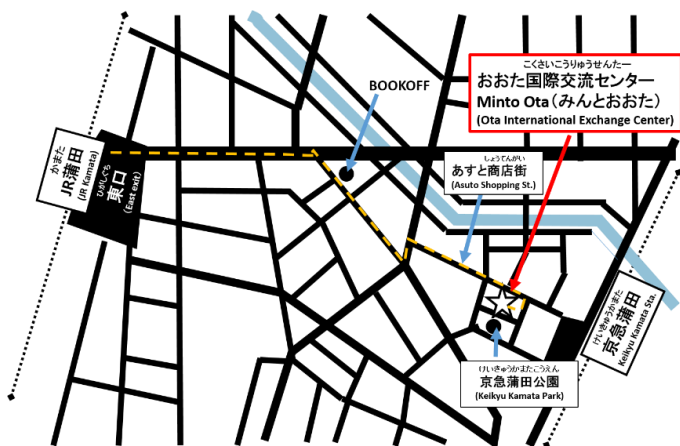 こくさいこうりゅうせんたー
おおた国際交流センター
Minto Ota（みんとおおた）
(Ota International Exchange Center)
BOOKOFF
しょうてんがい
あすと商店街
(Asuto Shopping St.)
かまた
JR蒲田
(JR Kamata)
ひがしぐち
東口
(East exit)
けいきゅうかまた
京急蒲田
Keikyu Kamata Sta.
けいきゅうかまたこうえん
京急蒲田公園
(Keikyu Kamata Park)